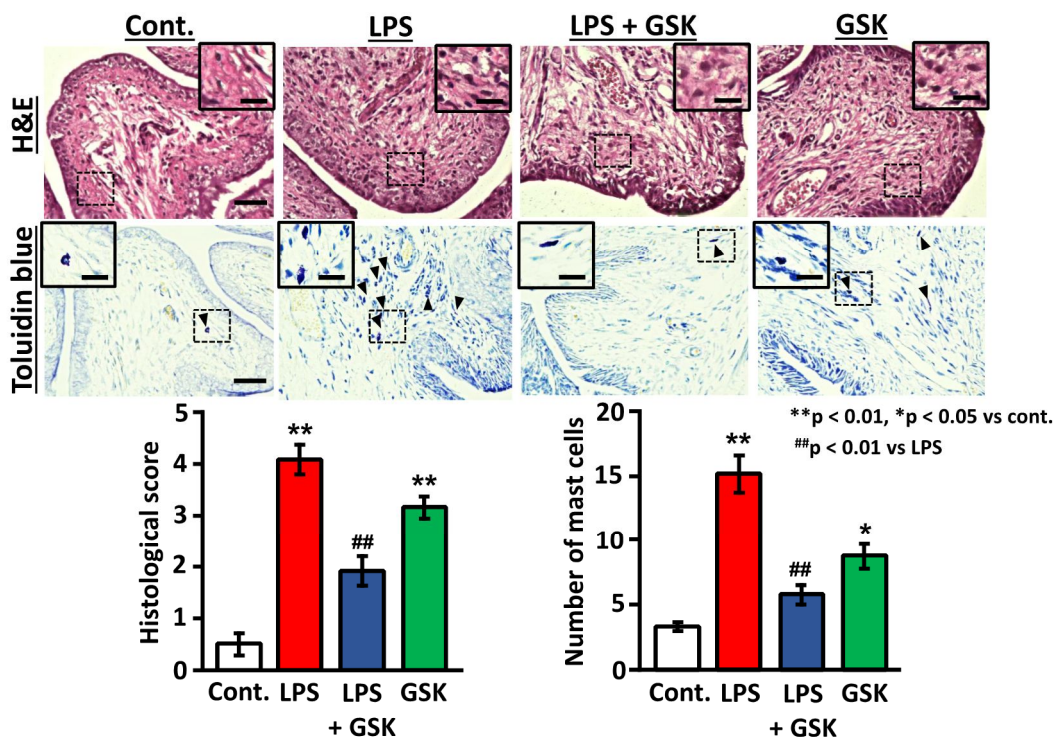 Cont. LPS LPS + GSK GSK
H&E
Toluidin blue
**p < 0.01, *p < 0.05 vs cont.
##p < 0.01 vs LPS
Histological score
5
4
3
2
1
0
**
##
**
Cont. LPS LPS GSK
+ GSK
Number of mast cells
20
15
10
5
0
**
##
*
Cont. LPS LPS GSK
+ GSK